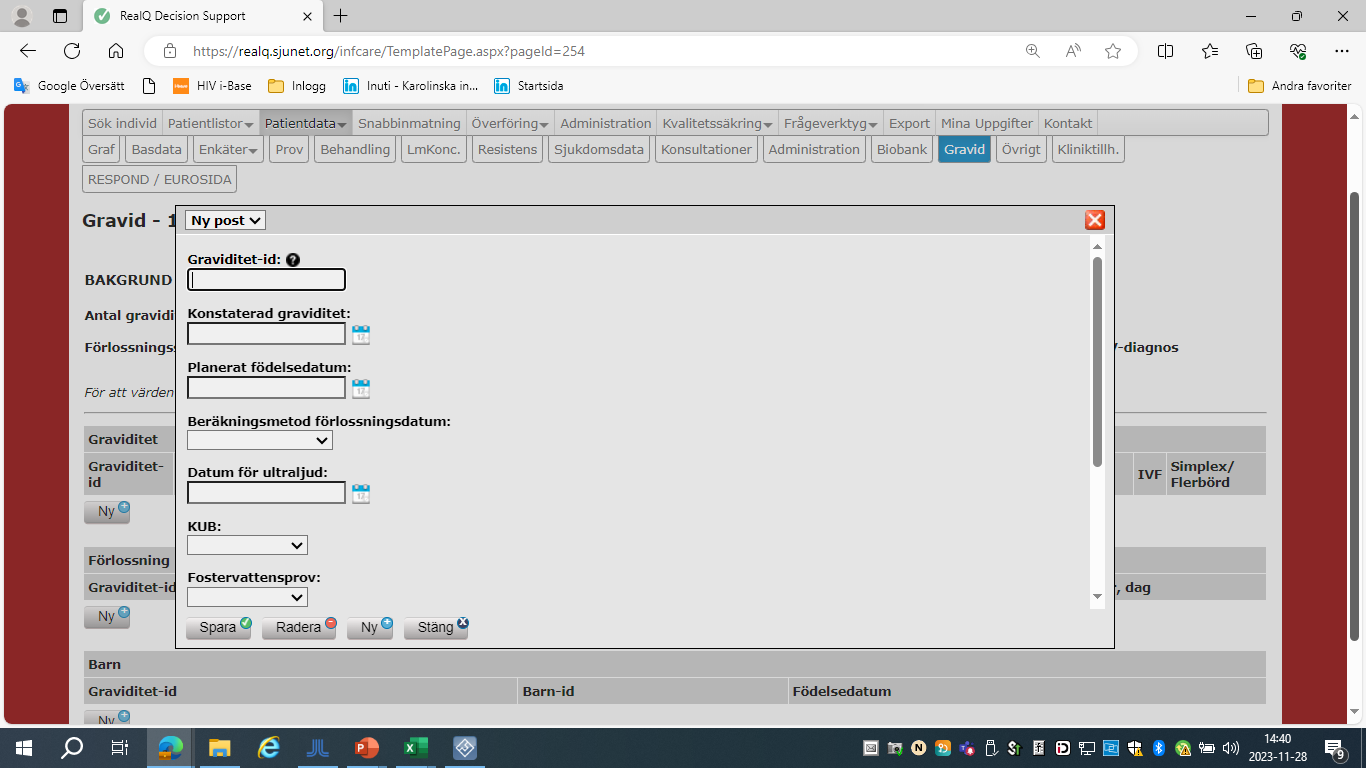 RealQ Decision Support
https://realq.sjunet.org/infcare/TemplatePage.aspx?pageId=254
Google Översätt
HIV i-Base
Inlogg
Inuti - Karolinska in...
Startsida
Andra favoriter
Sök individ Patientlistor Patientdata Snabbinmatning Överföring Administration Kvalitetssäkring Frågeverktyg Export Mina Uppgifter Kontakt
Graf Basdata Enkäter Prov Behandling LmKonc. Resistens Sjukdomsdata Konsultationer Administration Biobank Gravid Övrigt Kliniktillh.
RESPOND / EUROSIDA
Gravid - 1
Ny post
Graviditet-id:
BAKGRUND
Konstaterad graviditet:
Antal gravidi
Förlossnings
-diagnos
Planerat födelsedatum:
För att värden
Beräkningsmetod förlossningsdatum:
Graviditet
Graviditet-
id
IVF
Simplex/
Flerbörd
Datum för ultraljud:
Ny
KUB:
Förlossning
Fostervattensprov:
Graviditet-id
, dag
Ny
Spara Radera Ny Stäng
Barn
Graviditet-id Barn-id Födelsedatum
Ny
14:40
2023-11-28
9